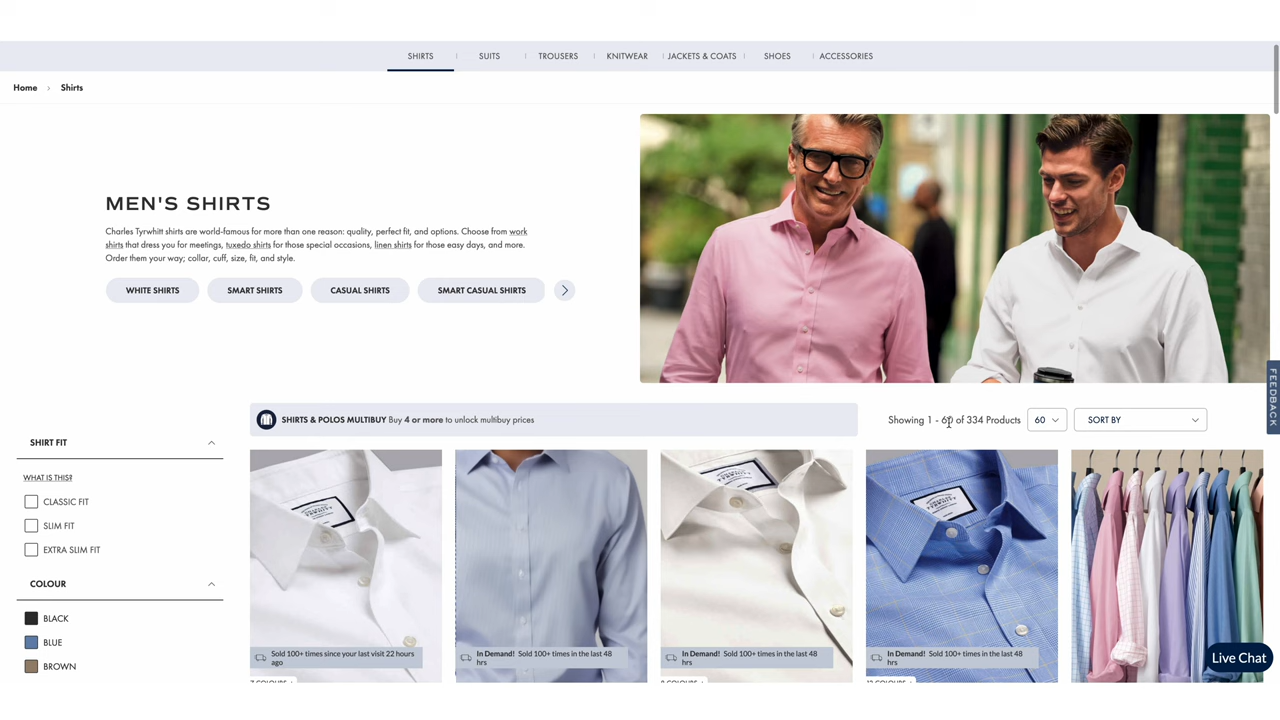 SHIRTS
SUITS
TROUSERS
KNITWEAR
JACKETS & COATS
SHOES
ACCESSORIES
Home > Shirts
MEN'S SHIRTS
Charles Tyrwhitt shirts are world-famous for more than one reason: quality, perfect fit, and options. Choose from work
shirts that dress you for meetings, tuxedo shirts for those special occasions, linen shirts for those easy days, and more.
Order them your way; collar, cuff, size, fit, and style.
WHITE SHIRTS
SMART SHIRTS
CASUAL SHIRTS
SMART CASUAL SHIRTS
FEEDBACK
SHIRTS & POLOS MULTIBUY Buy 4 or more to unlock multibuy prices
Showing 1 - 60 of 334 Products
60
SORT BY
SHIRT FIT
WHAT IS THIS?
CLASSIC FIT
SLIM FIT
EXTRA SLIM FIT
COLOUR
BLACK
BLUE
BROWN
CHARLES
TYRWHITT
Sold 100+ times since your last visit 22 hours
ago
In Demand! Sold 100+ times in the last 48
hrs
In Demand! Sold 100+ times in the last 48
hrs
CHARLES
TYRWHITT
In Demand! Sold 100+ times in the last 48
hrs
Live Chat